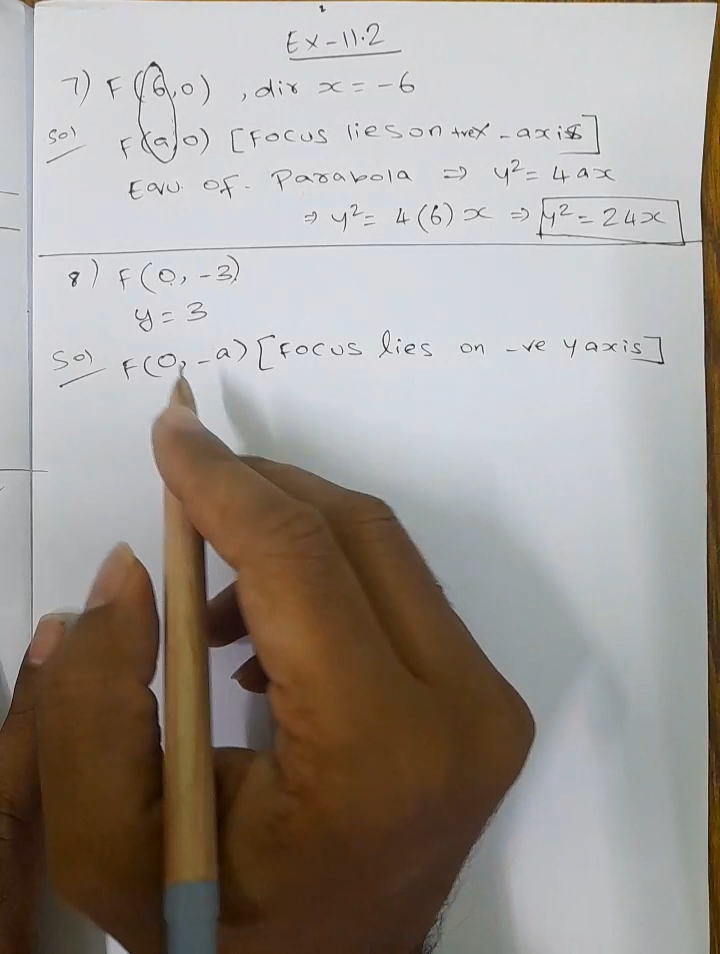 Ex-11.2
7) F(6,0) , dir x = -6
Sol F(a,0) [Focus lies on +ve x-axis]
Equ. of. Parabola ⇒ y² = 4ax
⇒ y² = 4(6)x ⇒ y² = 24x
8) F(0,-3)
y = 3
Sol F(0,-a) [Focus lies on -ve y axis]